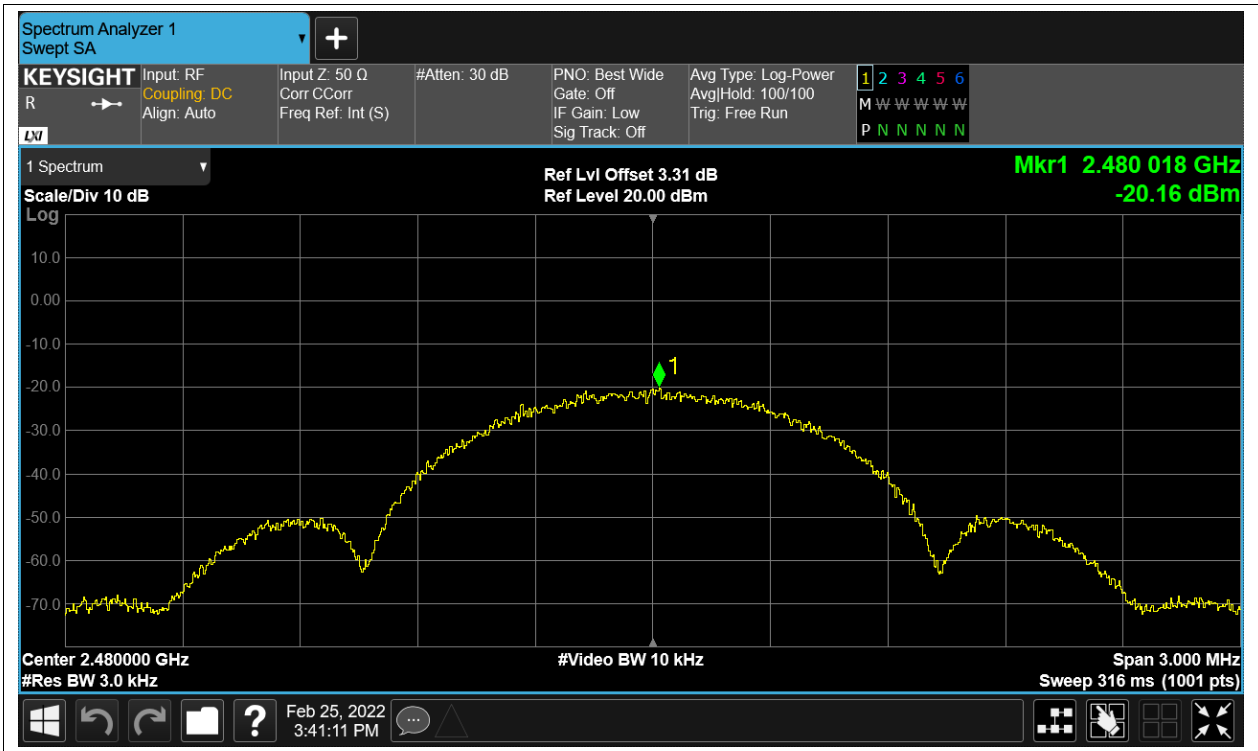 Spectrum Analyzer 1
Swept SA
KEYSIGHT
R
LXI
Input: RF
Coupling: DC
Align: Auto
Input Z: 50 Ω
Corr CCorr
Freq Ref: Int (S)
#Atten: 30 dB
PNO: Best Wide
Gate: Off
IF Gain: Low
Sig Track: Off
Avg Type: Log-Power
Avg|Hold: 100/100
Trig: Free Run
1 2 3 4 5 6
M W W W W W W
P N N N N N N
1 Spectrum
Scale/Div 10 dB
Log
Ref Lvl Offset 3.31 dB
Ref Level 20.00 dBm
Mkr1 2.480 018 GHz
-20.16 dBm
10.0
0.00
-10.0
1
-20.0
-30.0
-40.0
-50.0
-60.0
-70.0
Center 2.480000 GHz
#Res BW 3.0 kHz
#Video BW 10 kHz
Span 3.000 MHz
Sweep 316 ms (1001 pts)
?
Feb 25, 2022
3:41:11 PM